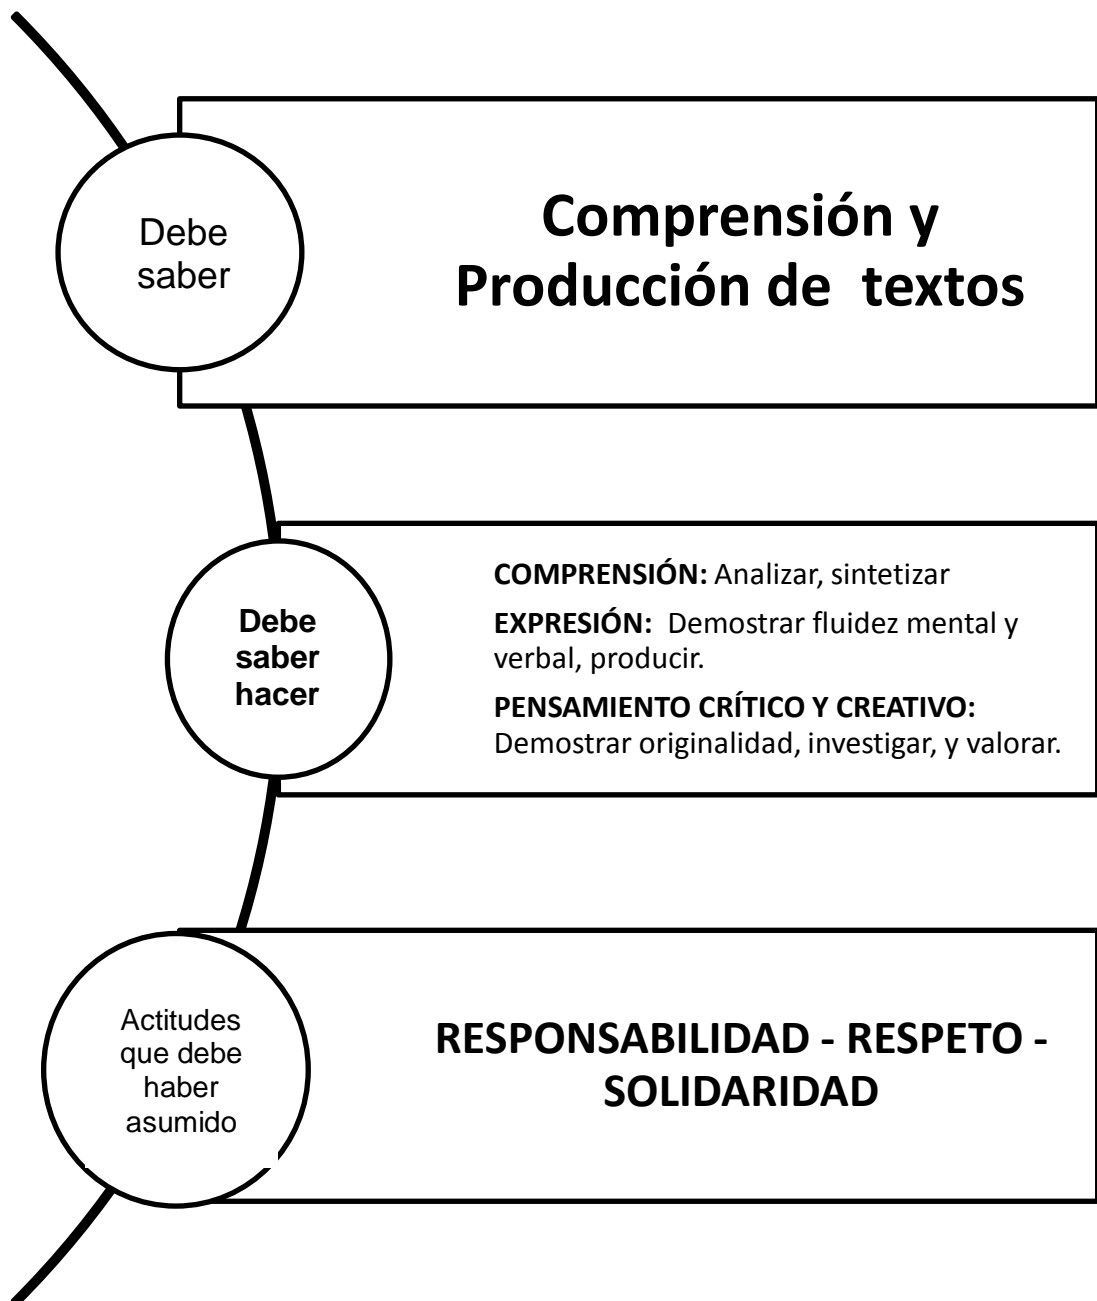 Debe
saber
Comprensión y
Producción de textos
Debe
saber
hacer
COMPRENSIÓN: Analizar, sintetizar
EXPRESIÓN: Demostrar fluidez mental y
verbal, producir.
PENSAMIENTO CRÍTICO Y CREATIVO:
Demostrar originalidad, investigar, y valorar.
Actitudes
que debe
haber
asumido
RESPONSABILIDAD - RESPETO -
SOLIDARIDAD